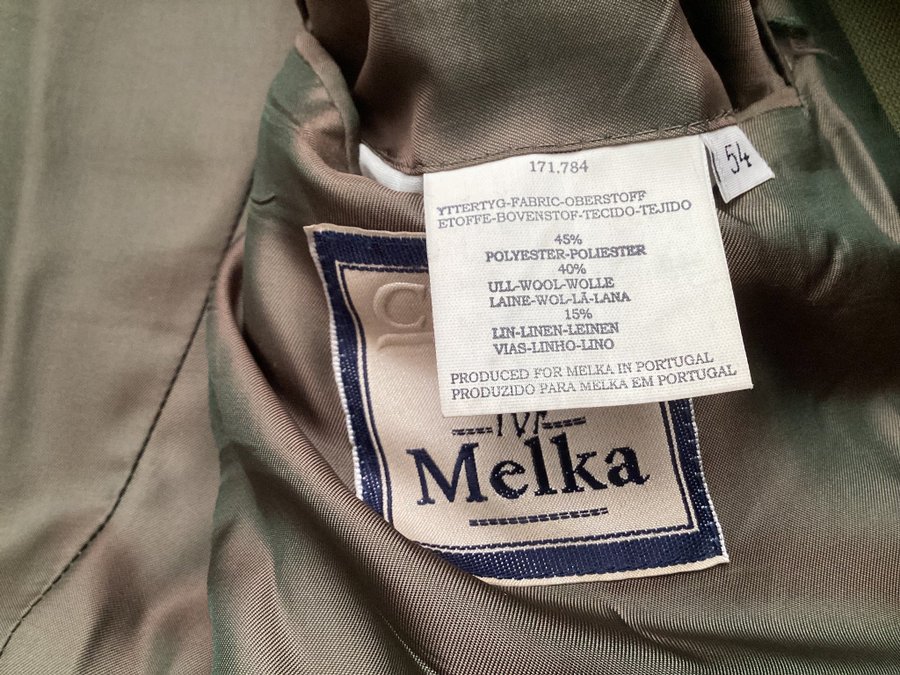 171.784
54
YTTERTYG-FABRIC-OBERSTOFF
ETOFFE-BOVENSTOF-TECIDO-TEJIDO
45%
POLYESTER-POLIESTER
40%
ULL-WOOL-WOLLE
LAINE-WOL-LÃ-LANA
15%
LIN-LINEN-LEINEN
VIAS-LINHO-LINO
PRODUCED FOR MELKA IN PORTUGAL
PRODUZIDO PARA MELKA EM PORTUGAL
Melka